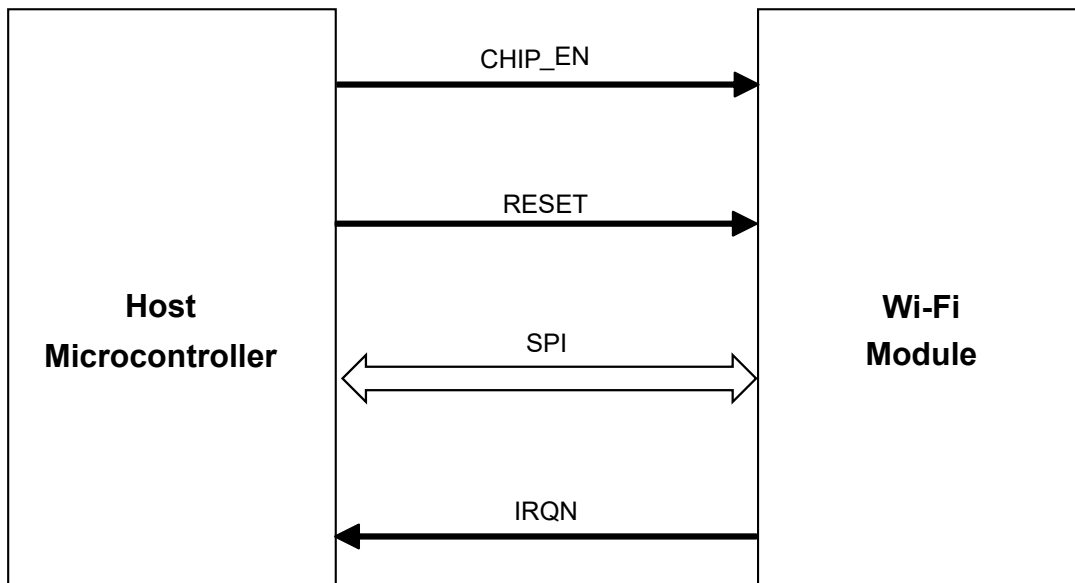 CHIP_EN
RESET
Host
Microcontroller
SPI
Wi-Fi
Module
IRQN